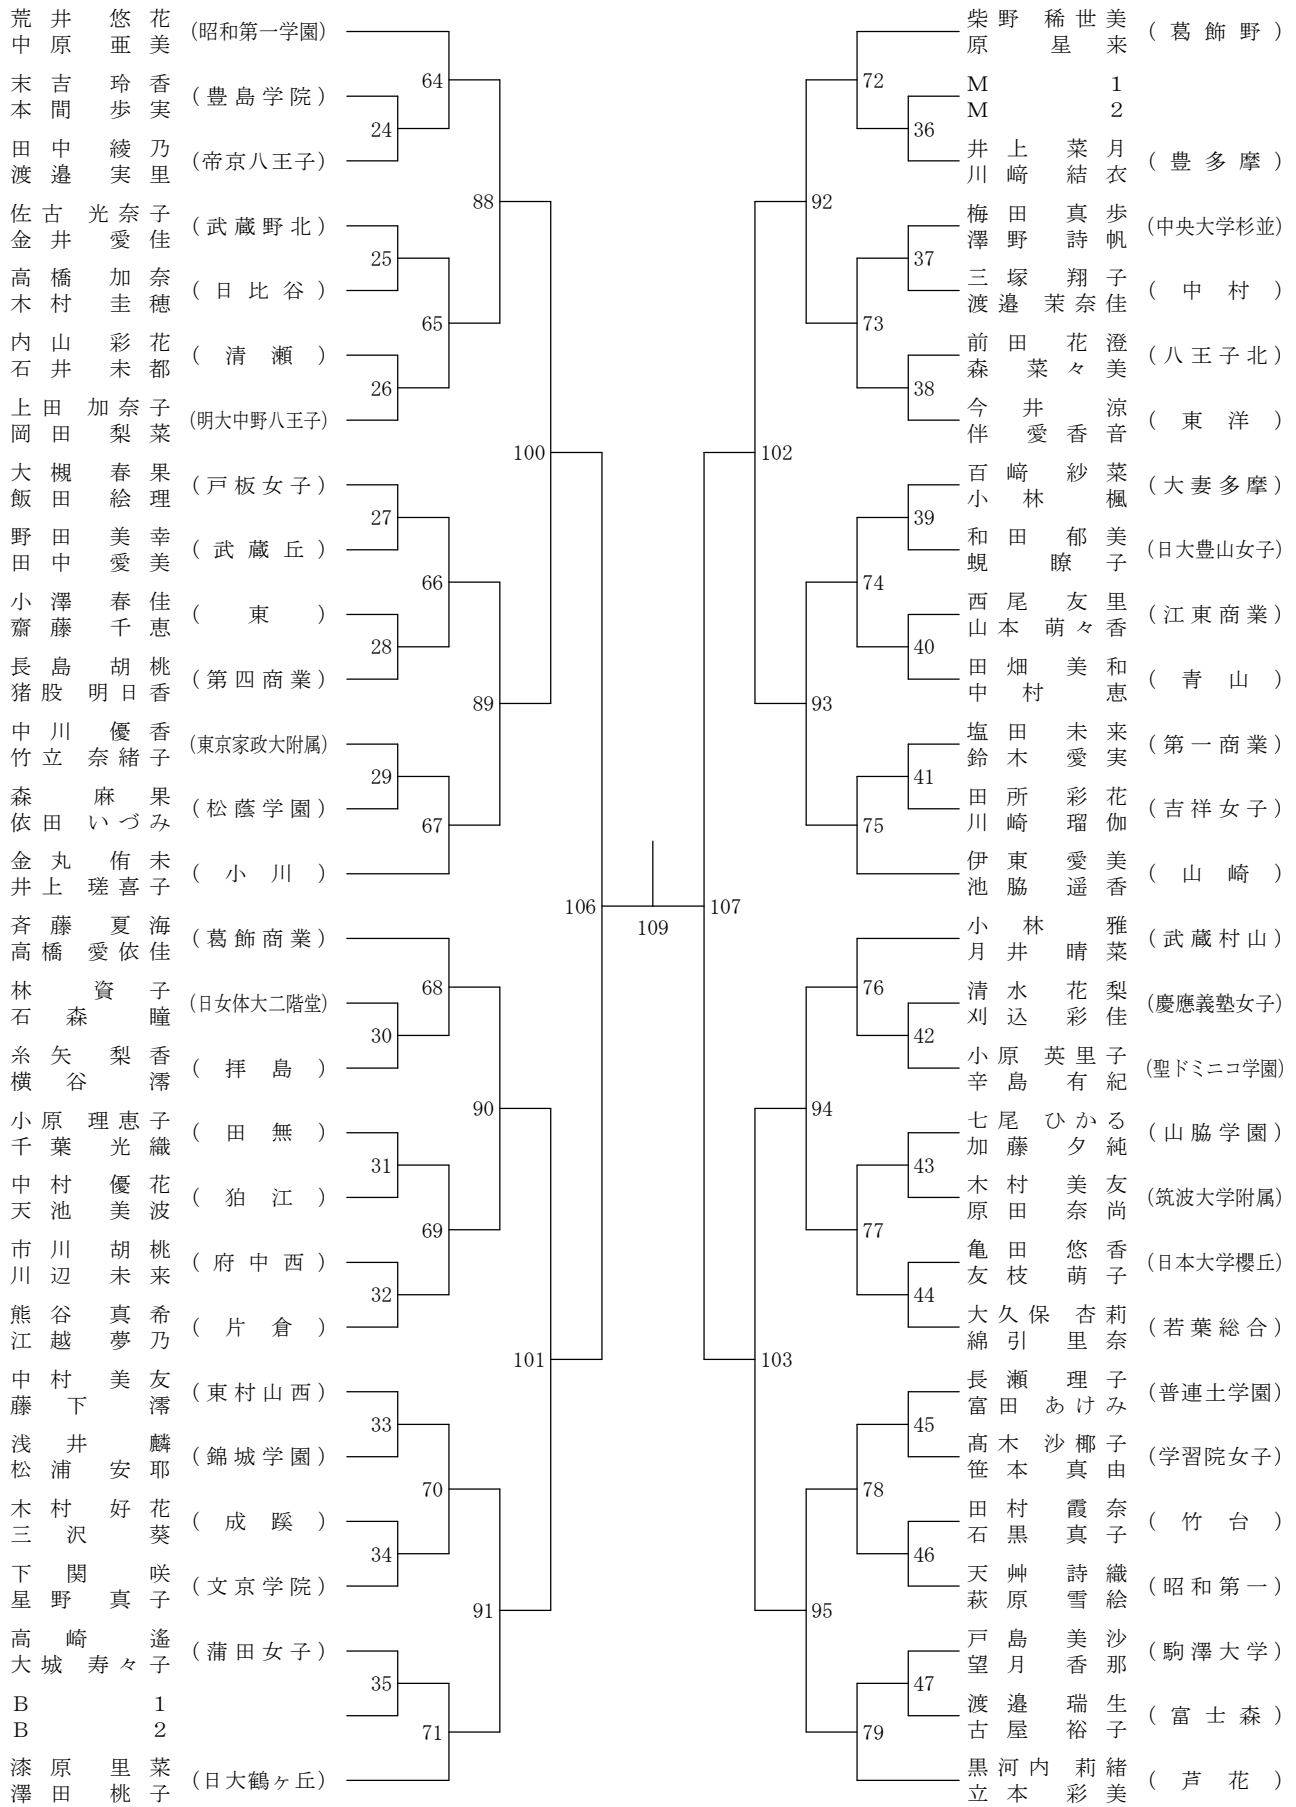 荒井 悠花
中原 亜美 (昭和第一学園)
末吉 玲香
本間 歩実 (豊島学院)
田中 綾乃
渡邉 実里 (帝京八王子)
佐古 光奈子
金井 愛佳 (武蔵野北)
高橋 加奈
木村 圭穂 (日比谷)
内山 彩花
石井 未都 (清瀬)
上田 加奈子
岡田 梨菜 (明大中野八王子)
大槻 春果
飯田 絵理 (戸板女子)
野田 美幸
田中 愛美 (武蔵丘)
小澤 春佳
齋藤 千恵 (東)
長島 胡桃
猪股 明日香 (第四商業)
中川 優香
竹立 奈緒子 (東京家政大附属)
森 麻果
依田 いづみ (松蔭学園)
金丸 侑未
井上 瑳喜子 (小川)
斉藤 夏海
高橋 愛依佳 (葛飾商業)
林 資子
石森 瞳 (日女体大二階堂)
糸矢 梨香
横谷 澪 (拝島)
小原 理恵子
千葉 光織 (田無)
中村 優花
天池 美波 (狛江)
市川 胡桃
川辺 未来 (府中西)
熊谷 真希
江越 夢乃 (片倉)
中村 美友
藤下 澪 (東村山西)
浅井 麟
松浦 安耶 (錦城学園)
木村 好花
三沢 葵 (成蹊)
下関 咲
星野 真子 (文京学院)
高崎 遙
大城 寿々子 (蒲田女子)
B 1
B 2
漆原 里菜
澤田 桃子 (日大鶴ヶ丘)
64
24
88
25
65
26
100
27
66
28
89
29
67
106
68
30
90
31
69
32
101
33
70
34
91
35
71
109
107
72
36
92
37
73
38
102
39
74
40
93
41
75
76
42
94
43
77
44
103
45
78
46
95
47
79
柴野 稀世美
原 星来 (葛飾野)
M 1
M 2
井上 菜月
川﨑 結衣 (豊多摩)
梅田 真歩
澤野 詩帆 (中央大学杉並)
三塚 翔子
渡邉 茉奈佳 (中村)
前田 花澄
森 菜々美 (八王子北)
今井 涼
伴 愛香音 (東洋)
百﨑 紗菜
小林 楓 (大妻多摩)
和田 郁美
蜆 瞭子 (日大豊山女子)
西尾 友里
山本 萌々香 (江東商業)
田畑 美和
中村 恵 (青山)
塩田 未来
鈴木 愛実 (第一商業)
田所 彩花
川崎 瑠伽 (吉祥女子)
伊東 愛美
池脇 遥香 (山崎)
小林 雅
月井 晴菜 (武蔵村山)
清水 花梨
刈込 彩佳 (慶應義塾女子)
小原 英里子
辛島 有紀 (聖ドミニコ学園)
七尾 ひかる
加藤 夕純 (山脇学園)
木村 美友
原田 奈尚 (筑波大学附属)
亀田 悠香
友枝 萌子 (日本大学櫻丘)
大久保 杏莉
綿引 里奈 (若葉総合)
長瀬 理子
富田 あけみ (普連土学園)
髙木 沙椰子
笹本 真由 (学習院女子)
田村 霞奈
石黒 真子 (竹台)
天艸 詩織
萩原 雪絵 (昭和第一)
戸島 美沙
望月 香那 (駒澤大学)
渡邉 瑞生
古屋 裕子 (富士森)
黒河内 莉緒
立本 彩美 (芦花)